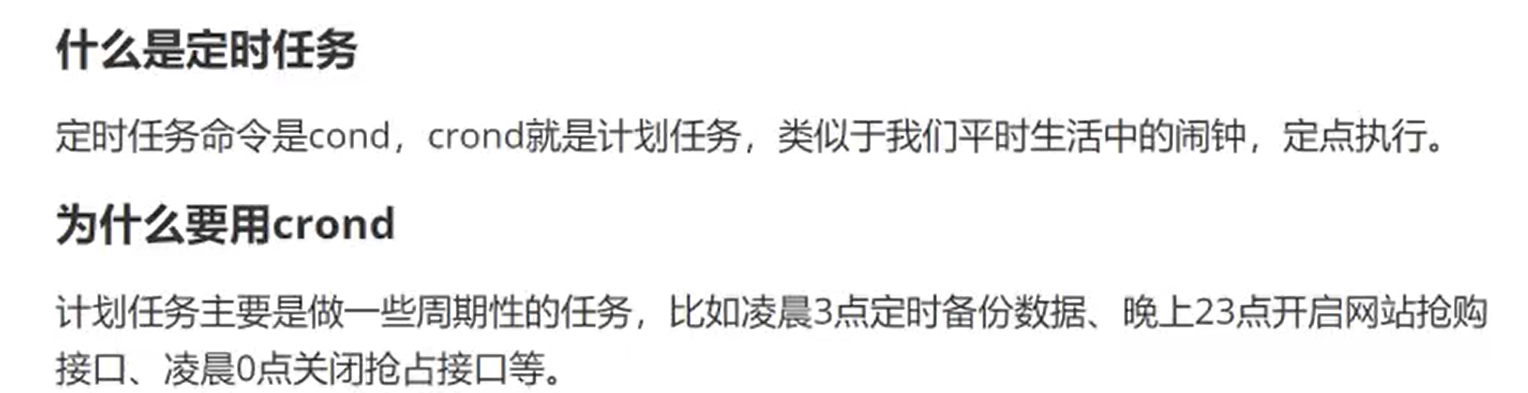 什么是定时任务
定时任务命令是cond，crond就是计划任务，类似于我们平时生活中的闹钟，定点执行。
为什么要用crond
计划任务主要是做一些周期性的任务，比如凌晨3点定时备份数据、晚上23点开启网站抢购
接口、凌晨0点关闭抢占接口等。